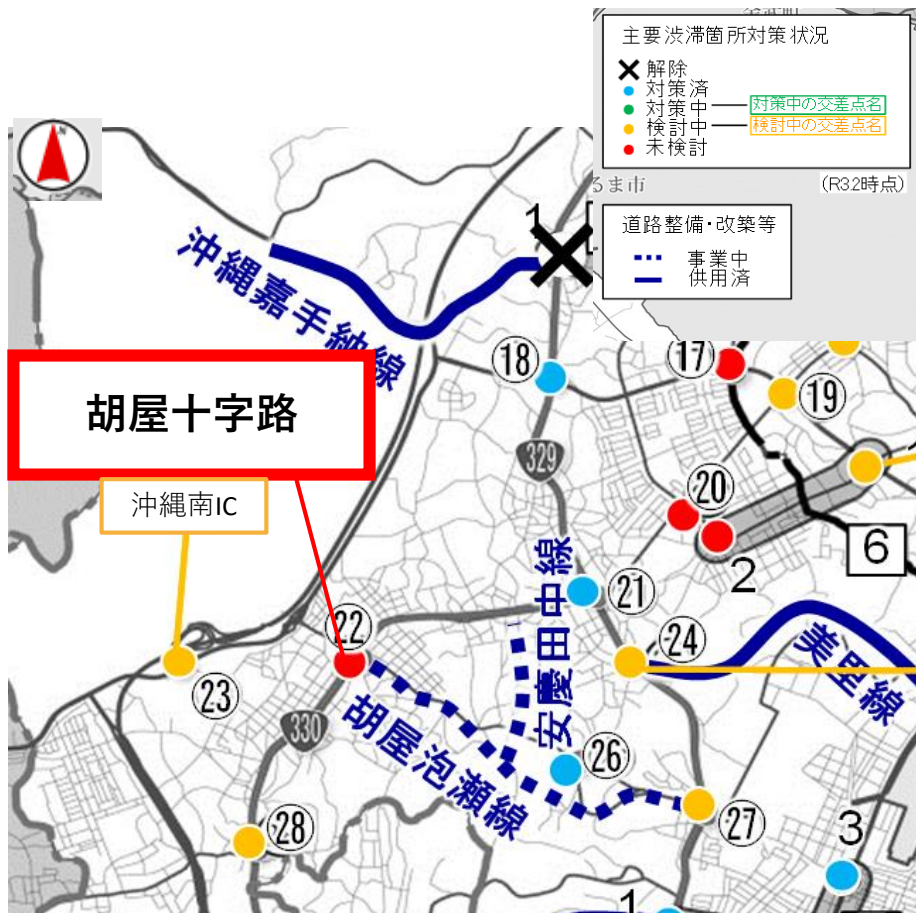 主要渋滞箇所対策状況
解除
対策済
対策中
対策中の交差点名
検討中
検討中の交差点名
未検討
るま市
(R3.2時点)
道路整備・改築等
事業中
供用済
N
1
沖縄嘉手納線
18
17
19
胡屋十字路
329
20
沖縄南IC
6
2
安慶田中線
21
22
24
美里線
23
330
胡屋泡瀬線
26
27
28
3
1